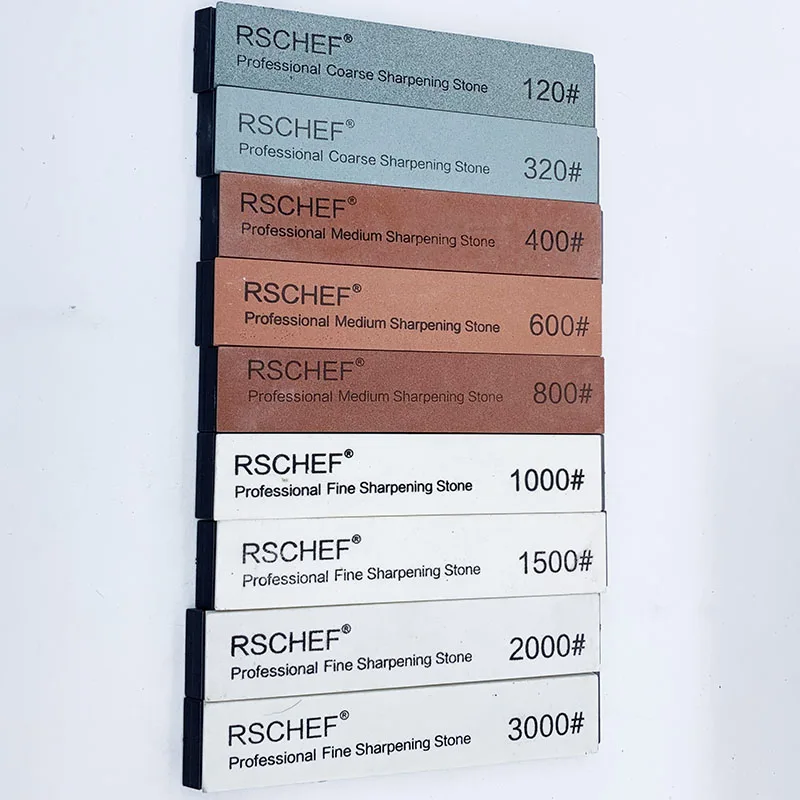 RSCHEF®
Professional Coarse Sharpening Stone 120#
RSCHEF®
Professional Coarse Sharpening Stone 320#
RSCHEF®
Professional Medium Sharpening Stone 400#
RSCHEF®
Professional Medium Sharpening Stone 600#
RSCHEF®
Professional Medium Sharpening Stone 800#
RSCHEF®
Professional Fine Sharpening Stone 1000#
RSCHEF®
Professional Fine Sharpening Stone 1500#
RSCHEF®
Professional Fine Sharpening Stone 2000#
RSCHEF®
Professional Fine Sharpening Stone 3000#